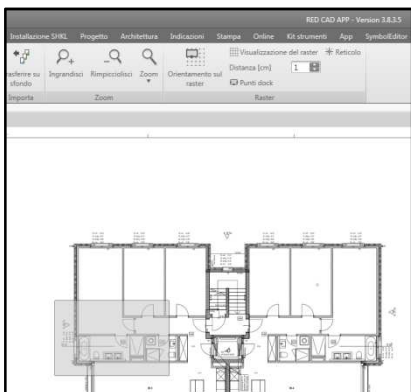 RED CAD APP - Version 3.8.3.5
Installazione SHKL Progetto Architettura Indicazioni Stampa Online Kit strumenti App SymbolEditor
rasferire su sfondo
Ingrandisci Rimpicciolisci Zoom
Orientamento sul raster
Visualizzazione del raster Reticolo
Distanza [cm] 1
Punti dock
Importa Zoom Raster